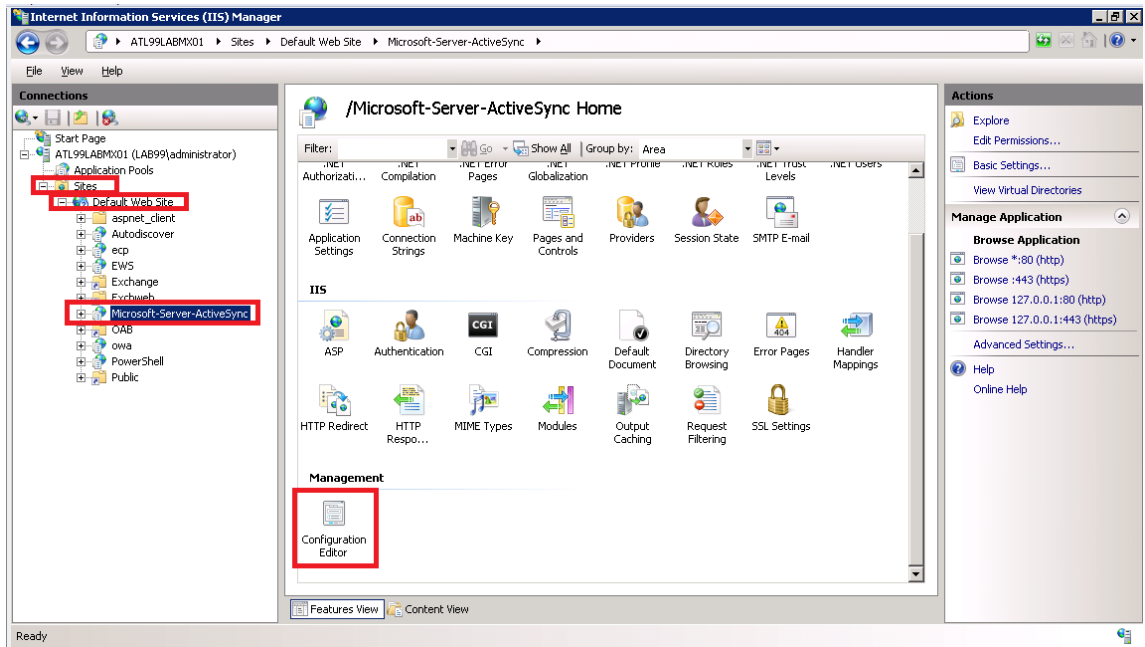 Internet Information Services (IIS) Manager
ATL99LABMX01 Sites Default Web Site Microsoft-Server-ActiveSync
File View Help
Connections
Start Page
ATL99LABMX01 (LAB99\administrator)
Application Pools
Sites
Default Web Site
aspnet_client
Autodiscover
ecp
EWS
Exchange
Exchweb
Microsoft-Server-ActiveSync
OAB
owa
PowerShell
Public
/Microsoft-Server-ActiveSync Home
Filter: Go Show All Group by: Area
.NET Authorizati...
.NET Compilation
.NET Error Pages
.NET Globalization
.NET Profile
.NET Roles
.NET Trust Levels
.NET Users
Application Settings
Connection Strings
Machine Key
Pages and Controls
Providers
Session State
SMTP E-mail
IIS
ASP
Authentication
CGI
CGI
Compression
Default Document
Directory Browsing
404
Error Pages
Handler Mappings
HTTP Redirect
HTTP Respo...
MIME Types
Modules
Output Caching
Request Filtering
SSL Settings
Management
Configuration Editor
Features View Content View
Actions
Explore
Edit Permissions...
Basic Settings...
View Virtual Directories
Manage Application
Browse Application
Browse *:80 (http)
Browse :443 (https)
Browse 127.0.0.1:80 (http)
Browse 127.0.0.1:443 (https)
Advanced Settings...
Help
Online Help
Ready